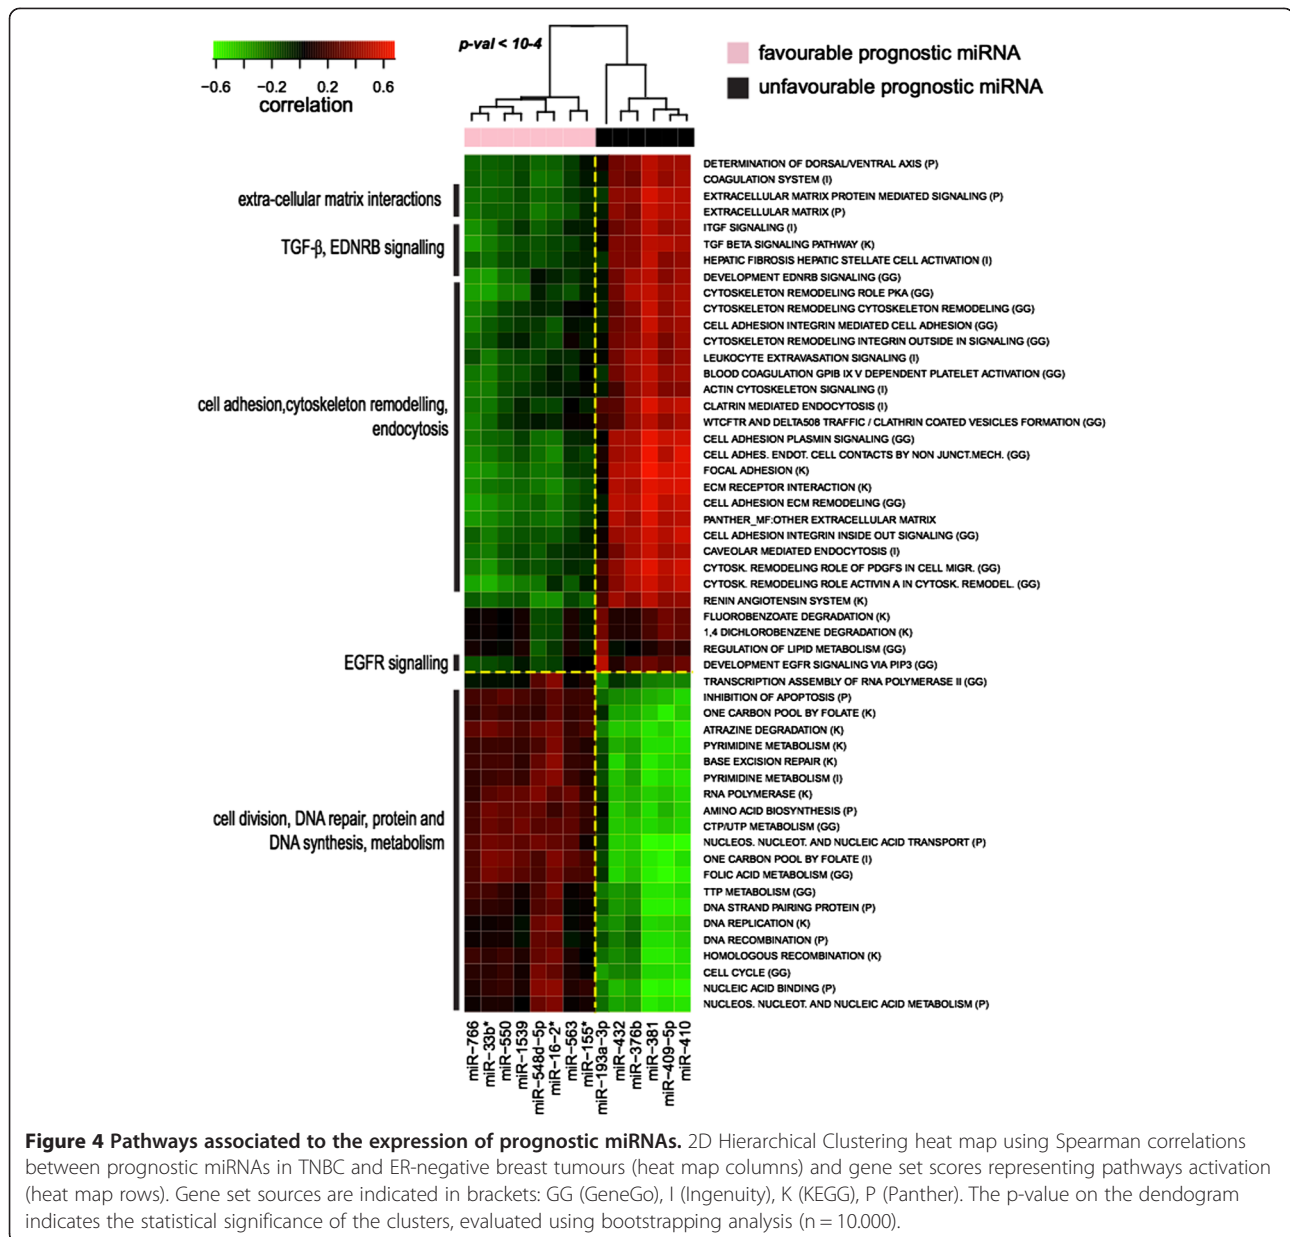 p-val < 10-4
−0.6 −0.2 0.2 0.6
correlation
favourable prognostic miRNA
unfavourable prognostic miRNA
extra-cellular matrix interactions
TGF-β, EDNRB signalling
cell adhesion,cytoskeleton remodelling,
endocytosis
EGFR signalling
cell division, DNA repair, protein and
DNA synthesis, metabolism
DETERMINATION OF DORSAL/VENTRAL AXIS (P)
COAGULATION SYSTEM (I)
EXTRACELLULAR MATRIX PROTEIN MEDIATED SIGNALING (P)
EXTRACELLULAR MATRIX (P)
ITGF SIGNALING (I)
TGF BETA SIGNALING PATHWAY (K)
HEPATIC FIBROSIS HEPATIC STELLATE CELL ACTIVATION (I)
DEVELOPMENT EDNRB SIGNALING (GG)
CYTOSKELETON REMODELING ROLE PKA (GG)
CYTOSKELETON REMODELING CYTOSKELETON REMODELING (GG)
CELL ADHESION INTEGRIN MEDIATED CELL ADHESION (GG)
CYTOSKELETON REMODELING INTEGRIN OUTSIDE IN SIGNALING (GG)
LEUKOCYTE EXTRAVASATION SIGNALING (I)
BLOOD COAGULATION GPIB IX V DEPENDENT PLATELET ACTIVATION (GG)
ACTIN CYTOSKELETON SIGNALING (I)
CLATRIN MEDIATED ENDOCYTOSIS (I)
WTCFTR AND DELTA508 TRAFFIC / CLATHRIN COATED VESICLES FORMATION (GG)
CELL ADHESION PLASMIN SIGNALING (GG)
CELL ADHES. ENDOT. CELL CONTACTS BY NON JUNCT.MECH. (GG)
FOCAL ADHESION (K)
ECM RECEPTOR INTERACTION (K)
CELL ADHESION ECM REMODELING (GG)
PANTHER_MF:OTHER EXTRACELLULAR MATRIX
CELL ADHESION INTEGRIN INSIDE OUT SIGNALING (GG)
CAVEOLAR MEDIATED ENDOCYTOSIS (I)
CYTOSK. REMODELING ROLE OF PDGFS IN CELL MIGR. (GG)
CYTOSK. REMODELING ROLE ACTIVIN A IN CYTOSK. REMODEL. (GG)
RENIN ANGIOTENSIN SYSTEM (K)
FLUOROBENZOATE DEGRADATION (K)
1,4 DICHLOROBENZENE DEGRADATION (K)
REGULATION OF LIPID METABOLISM (GG)
DEVELOPMENT EGFR SIGNALING VIA PIP3 (GG)
TRANSCRIPTION ASSEMBLY OF RNA POLYMERASE II (GG)
INHIBITION OF APOPTOSIS (P)
ONE CARBON POOL BY FOLATE (K)
ATRAZINE DEGRADATION (K)
PYRIMIDINE METABOLISM (K)
BASE EXCISION REPAIR (K)
PYRIMIDINE METABOLISM (I)
RNA POLYMERASE (K)
AMINO ACID BIOSYNTHESIS (P)
CTP/UTP METABOLISM (GG)
NUCLEOS. NUCLEOT. AND NUCLEIC ACID TRANSPORT (P)
ONE CARBON POOL BY FOLATE (I)
FOLIC ACID METABOLISM (GG)
TTP METABOLISM (GG)
DNA STRAND PAIRING PROTEIN (P)
DNA REPLICATION (K)
DNA RECOMBINATION (P)
HOMOLOGOUS RECOMBINATION (K)
CELL CYCLE (GG)
NUCLEIC ACID BINDING (P)
NUCLEOS. NUCLEOT. AND NUCLEIC ACID METABOLISM (P)
miR−766
miR−33b*
miR−550
miR−1539
miR−548d−5p
miR−16−2*
miR−563
miR−155*
miR−193a−3p
miR−432
miR−376b
miR−381
miR−409−5p
miR−410
Figure 4 Pathways associated to the expression of prognostic miRNAs. 2D Hierarchical Clustering heat map using Spearman correlations
between prognostic miRNAs in TNBC and ER-negative breast tumours (heat map columns) and gene set scores representing pathways activation
(heat map rows). Gene set sources are indicated in brackets: GG (GeneGo), I (Ingenuity), K (KEGG), P (Panther). The p-value on the dendogram
indicates the statistical significance of the clusters, evaluated using bootstrapping analysis (n = 10.000).